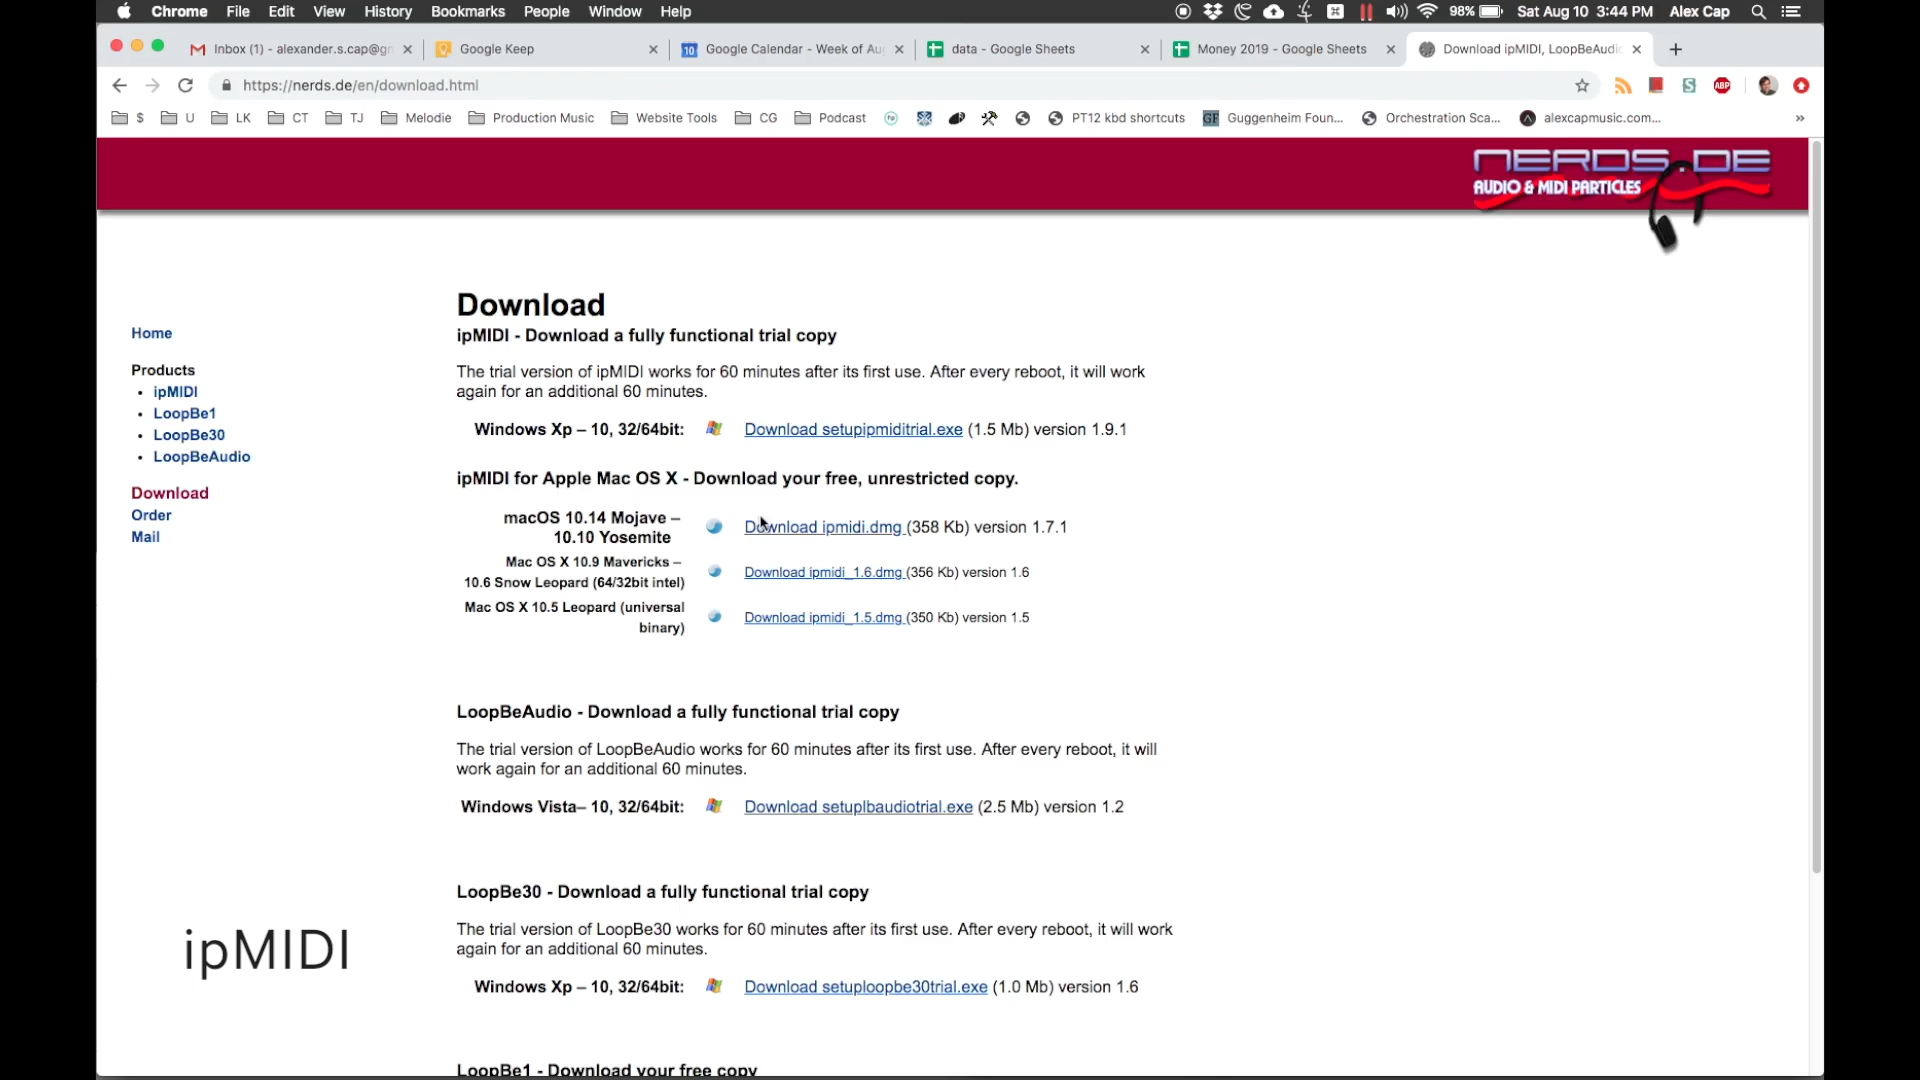 Chrome File Edit View History Bookmarks People Window Help 98% Sat Aug 10 3:44 PM Alex Cap
Inbox (1) - alexander.s.cap@gm Google Keep Google Calendar - Week of Au data - Google Sheets Money 2019 - Google Sheets Download ipMIDI, LoopBeAudio
https://nerds.de/en/download.html
$ U LK CT TJ Melodie Production Music Website Tools CG Podcast PT12 kbd shortcuts GF Guggenheim Foun... Orchestration Sca... alexcapmusic.com... »
NERDS.DE
AUDIO & MIDI PARTICLES
Download
ipMIDI - Download a fully functional trial copy
The trial version of ipMIDI works for 60 minutes after its first use. After every reboot, it will work
again for an additional 60 minutes.
Windows Xp – 10, 32/64bit: Download setupipmiditrial.exe (1.5 Mb) version 1.9.1
ipMIDI for Apple Mac OS X - Download your free, unrestricted copy.
macOS 10.14 Mojave –
10.10 Yosemite
Download ipmidi.dmg (358 Kb) version 1.7.1
Mac OS X 10.9 Mavericks –
10.6 Snow Leopard (64/32bit intel)
Download ipmidi_1.6.dmg (356 Kb) version 1.6
Mac OS X 10.5 Leopard (universal
binary)
Download ipmidi_1.5.dmg (350 Kb) version 1.5
LoopBeAudio - Download a fully functional trial copy
The trial version of LoopBeAudio works for 60 minutes after its first use. After every reboot, it will
work again for an additional 60 minutes.
Windows Vista– 10, 32/64bit: Download setuplbaudiotrial.exe (2.5 Mb) version 1.2
LoopBe30 - Download a fully functional trial copy
The trial version of LoopBe30 works for 60 minutes after its first use. After every reboot, it will work
again for an additional 60 minutes.
Windows Xp – 10, 32/64bit: Download setuploopbe30trial.exe (1.0 Mb) version 1.6
LoopBe1 - Download your free copy
Home
Products
• ipMIDI
• LoopBe1
• LoopBe30
• LoopBeAudio
Download
Order
Mail
ipMIDI